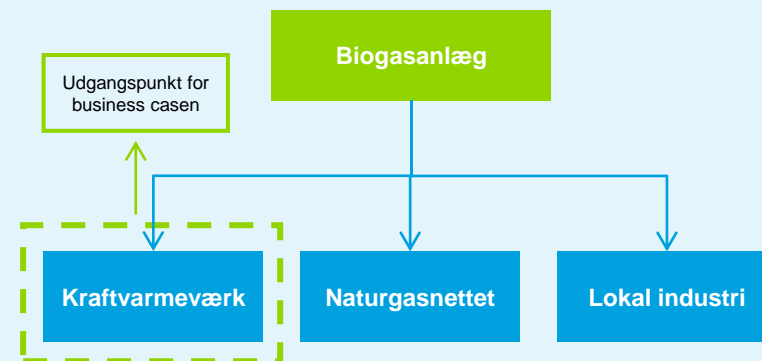 Biogasanlæg
Udgangspunkt for
business casen
Kraftvarmeværk
Naturgasnettet
Lokal industri